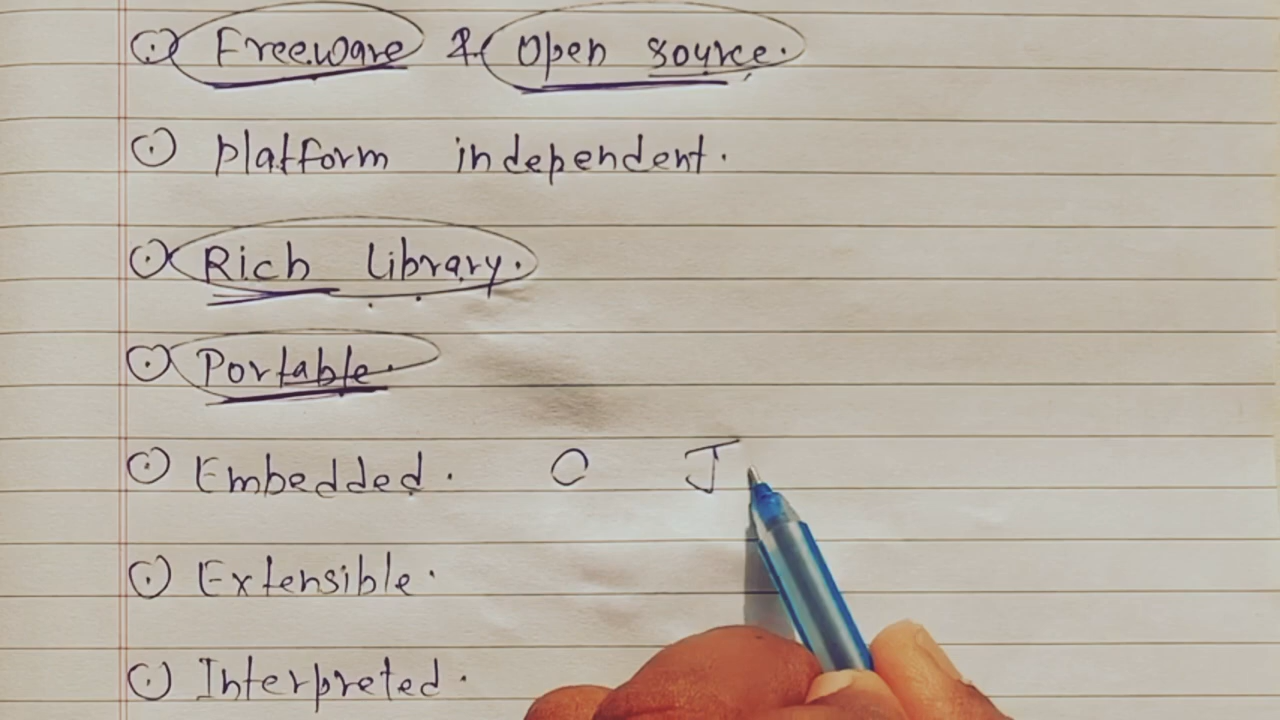 Freeware & Open source.
Platform independent.
Rich Library.
Portable.
Embedded. C J
Extensible.
Interpreted.